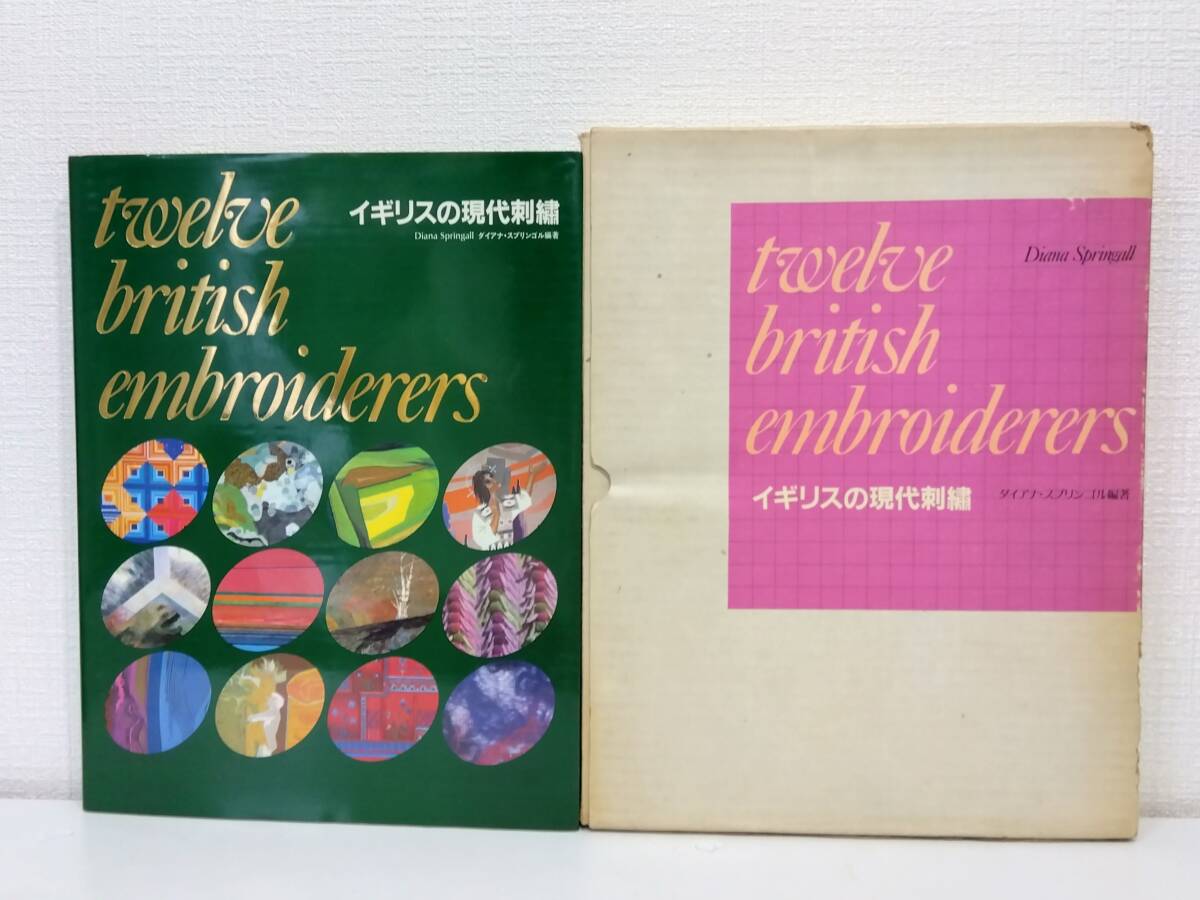 twelve
british
embroiderers
イギリスの現代刺繡
Diana Springall ダイアナ・スプリンゴル編著
twelve
british
embroiderers
Diana Springall
イギリスの現代刺繡
ダイアナ・スプリンゴル編著